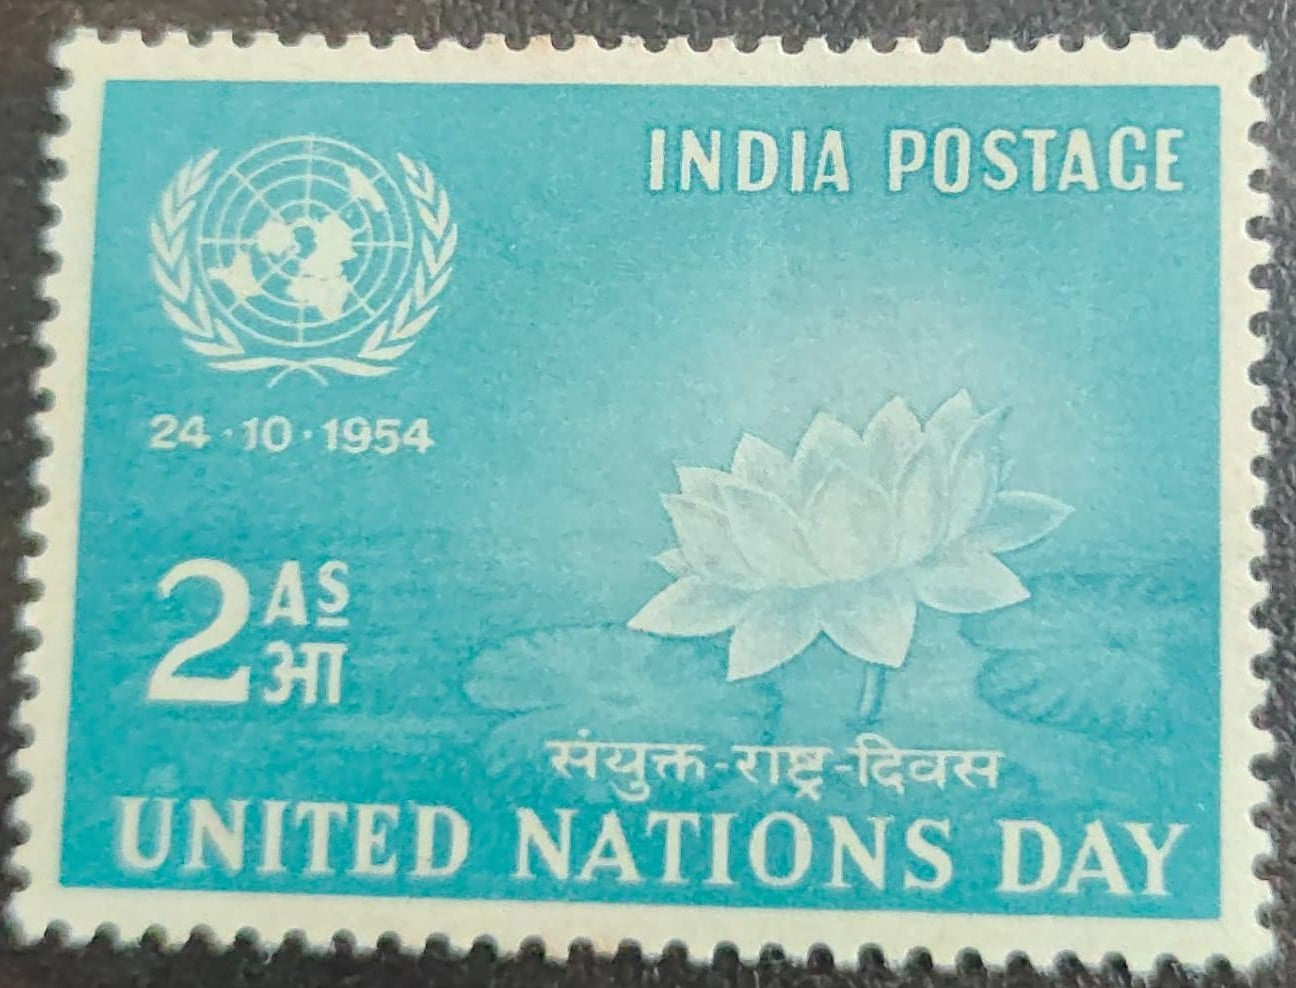 INDIA POSTAGE
24·10·1954
2 AS
आ
संयुक्त-राष्ट्र-दिवस
UNITED NATIONS DAY